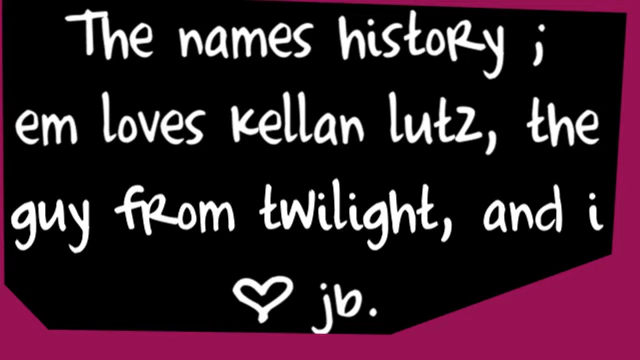 The names history ;
em loves kellan lutz, the
guy from twilight, and i
♡ jb.